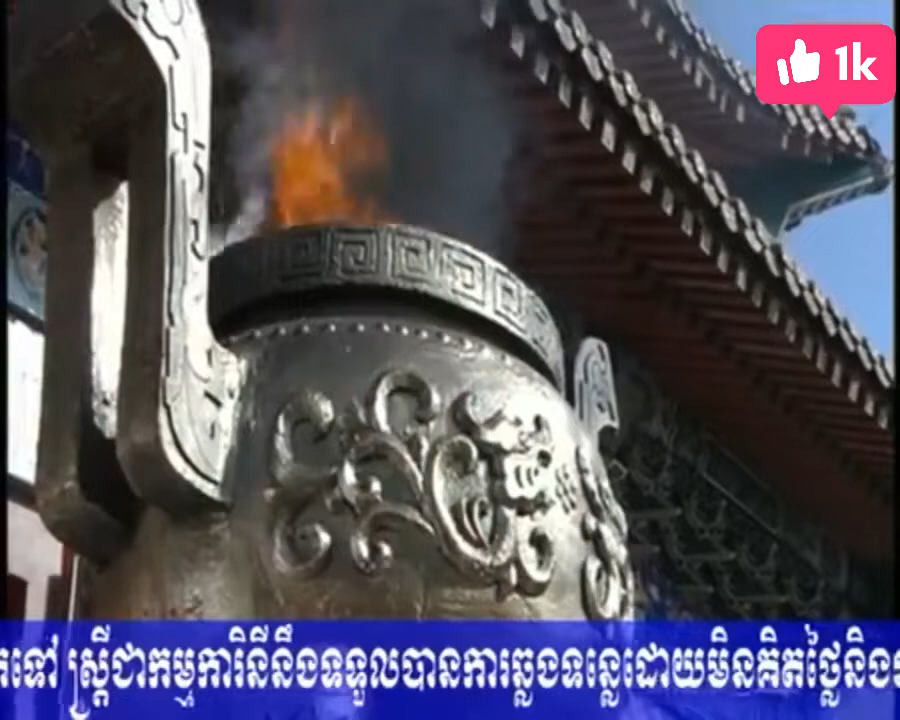 1k
ទៅ ស្ត្រីជាកម្មការិនីនឹងទទួលបានការឆ្លងទន្លេដោយមិនគិតថ្លៃនិង